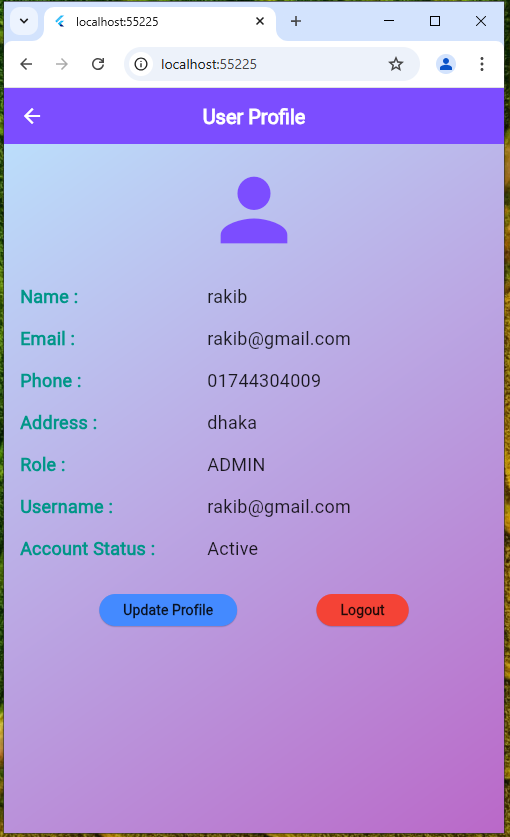 localhost:55225
localhost:55225
User Profile
Name : rakib
Email : rakib@gmail.com
Phone : 01744304009
Address : dhaka
Role : ADMIN
Username : rakib@gmail.com
Account Status : Active
Update Profile Logout